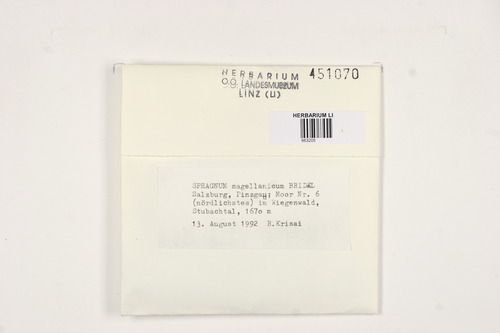 HERBARIUM 451070
O.Ö. LANDESMUSEUM
LINZ (LI)
HERBARIUM LI
SPHAGNUM magellanicum BRIDEL
Salzburg, Pinzgau; Moor Nr. 6
(nördlichstes) im Wiegenwald,
Stubachtal, 1670 m
13. August 1992 R.Krisai